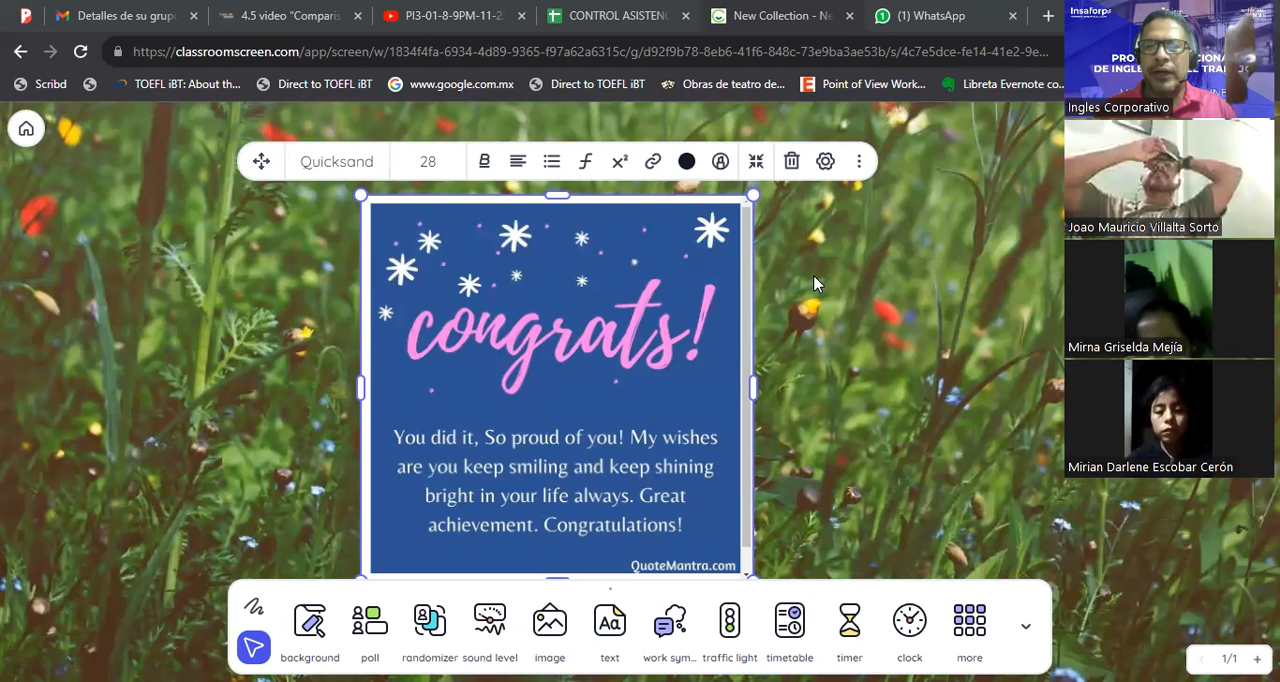 Detalles de su grupo
4.5 video "Comparis
PI3-01-8-9PM-11-2
CONTROL ASISTEN
New Collection - Ne
(1) WhatsApp
https://classroomscreen.com/app/screen/w/1834f4fa-6934-4d89-9365-f97a62a6315c/g/d92f9b78-8eb6-41f6-848c-73e9ba3ae53b/s/4c7e5dce-fe14-41e2-9e...
Scribd
TOEFL iBT: About th...
Direct to TOEFL iBT
www.google.com.mx
Direct to TOEFL iBT
Obras de teatro de...
Point of View Work...
Libreta Evernote co...
Quicksand
28
congrats!
You did it, So proud of you! My wishes
are you keep smiling and keep shining
bright in your life always. Great
achievement. Congratulations!
QuoteMantra.com
background
poll
randomizer
sound level
image
text
work sym...
traffic light
timetable
timer
clock
more
1/1
Insaforp
Ingles Corporativo
Joao Mauricio Villalta Sorto
Mirna Griselda Mejía
Mirian Darlene Escobar Cerón